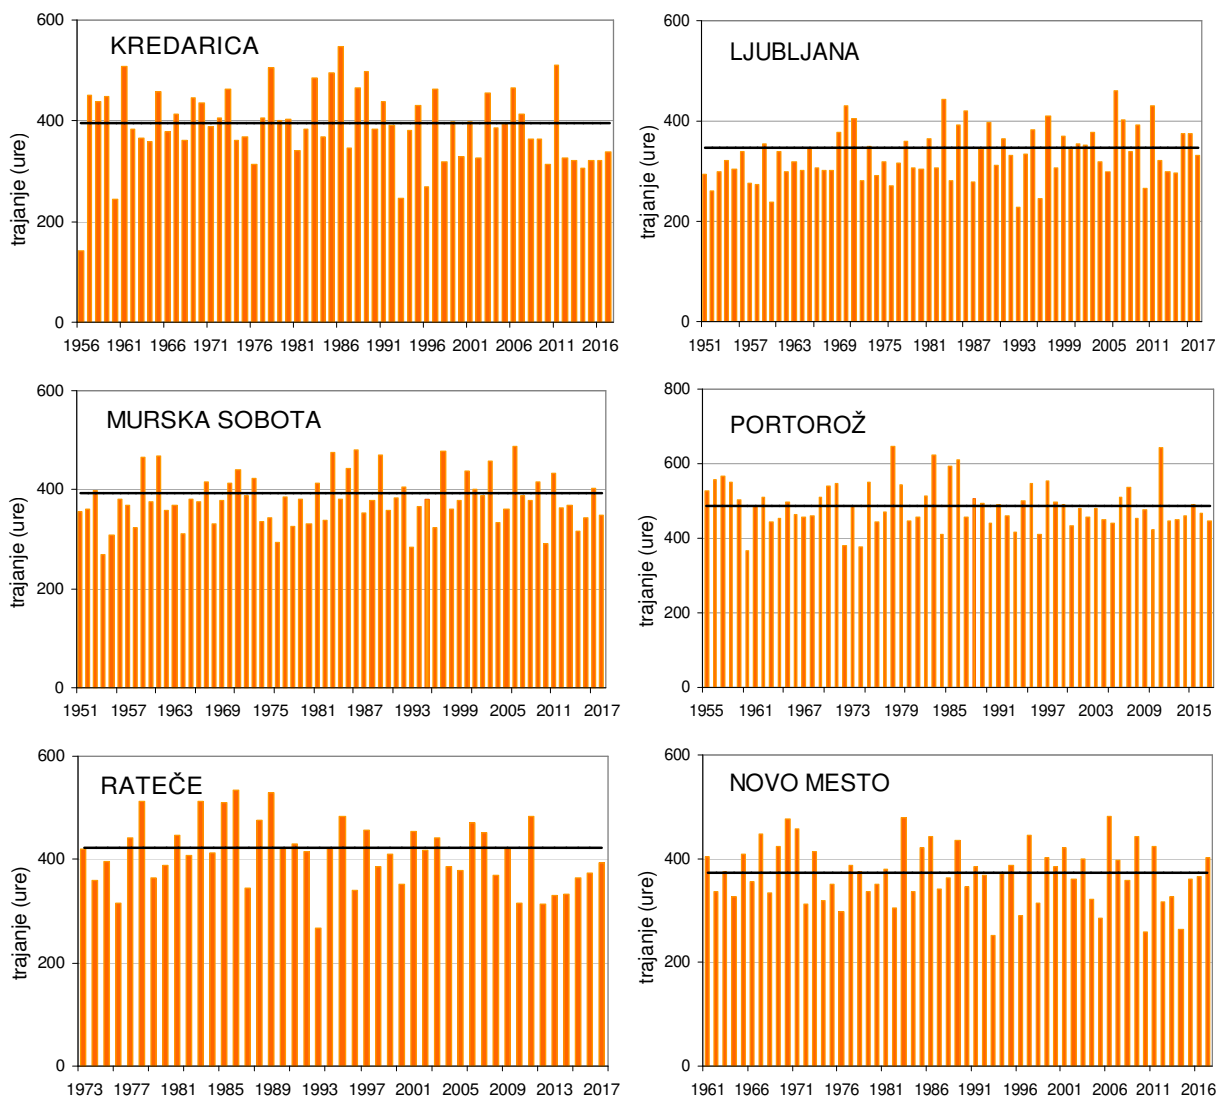 KREDARICA
trajanje (ure)
600
400
200
0
1956 1961 1966 1971 1976 1981 1986 1991 1996 2001 2006 2011 2016
LJUBLJANA
trajanje (ure)
600
400
200
0
1951 1957 1963 1969 1975 1981 1987 1993 1999 2005 2011 2017
MURSKA SOBOTA
trajanje (ure)
600
400
200
0
1951 1957 1963 1969 1975 1981 1987 1993 1999 2005 2011 2017
PORTOROŽ
trajanje (ure)
800
600
400
200
0
1955 1961 1967 1973 1979 1985 1991 1997 2003 2009 2015
RATEČE
trajanje (ure)
600
400
200
0
1973 1977 1981 1985 1989 1993 1997 2001 2005 2009 2013 2017
NOVO MESTO
trajanje (ure)
600
400
200
0
1961 1966 1971 1976 1981 1986 1991 1996 2001 2006 2011 2016